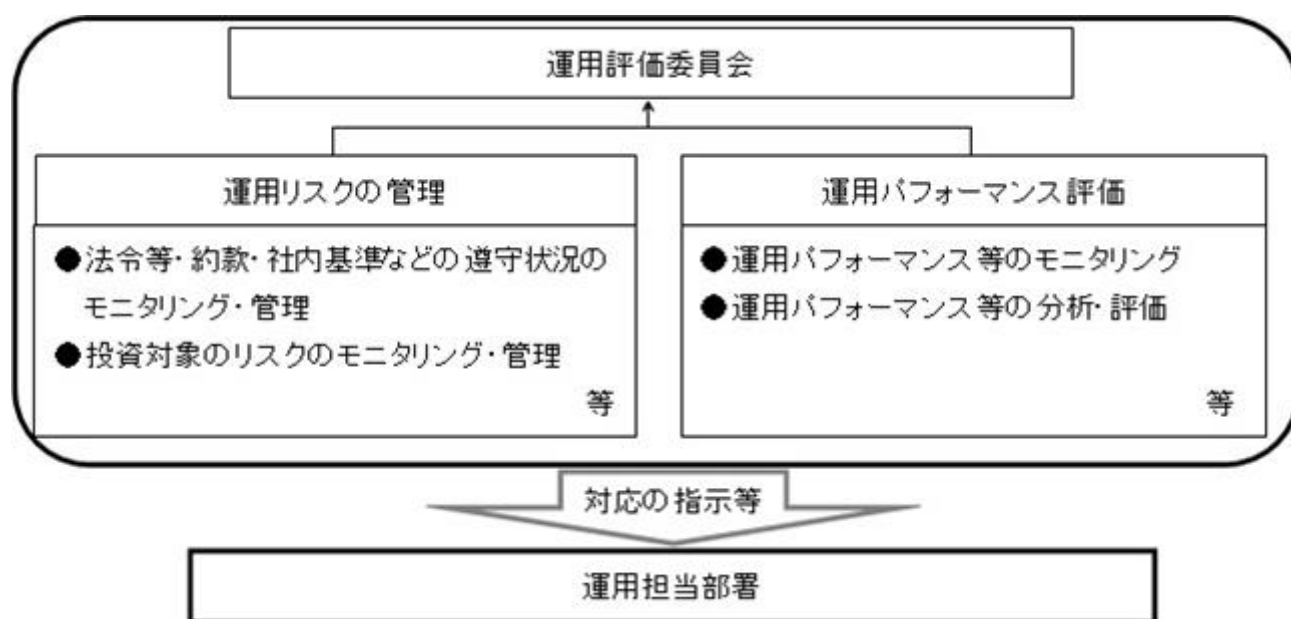 運用評価委員会
運用リスクの管理
●法令等・約款・社内基準などの遵守状況の
モニタリング・管理
●投資対象のリスクのモニタリング・管理
等
運用パフォーマンス評価
●運用パフォーマンス等のモニタリング
●運用パフォーマンス等の分析・評価
等
対応の指示等
運用担当部署